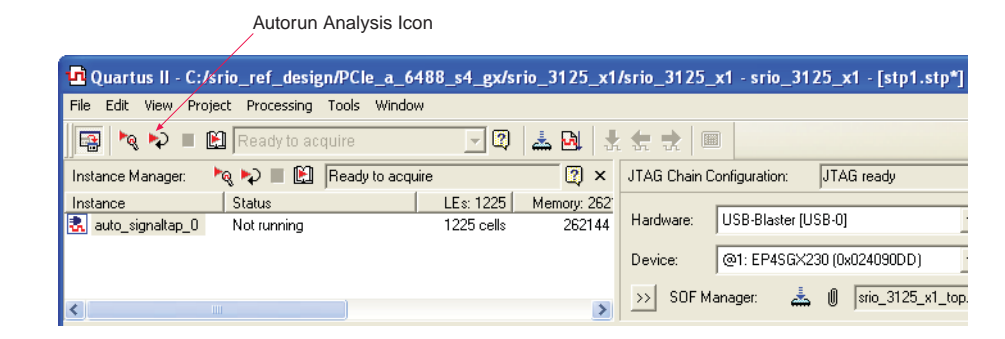 Autorun Analysis Icon
Quartus II - C:/srio_ref_design/PCIe_a_6488_s4_gx/srio_3125_x1/srio_3125_x1 - srio_3125_x1 - [stp1.stp*]
File Edit View Project Processing Tools Window
Ready to acquire
Instance Manager: Ready to acquire JTAG Chain Configuration: JTAG ready
Instance Status LEs: 1225 Memory: 262
auto_signaltap_0 Not running 1225 cells 262144
Hardware: USB-Blaster [USB-0]
Device: @1: EP4SGX230 (0x024090DD)
>> SOF Manager: srio_3125_x1_top.